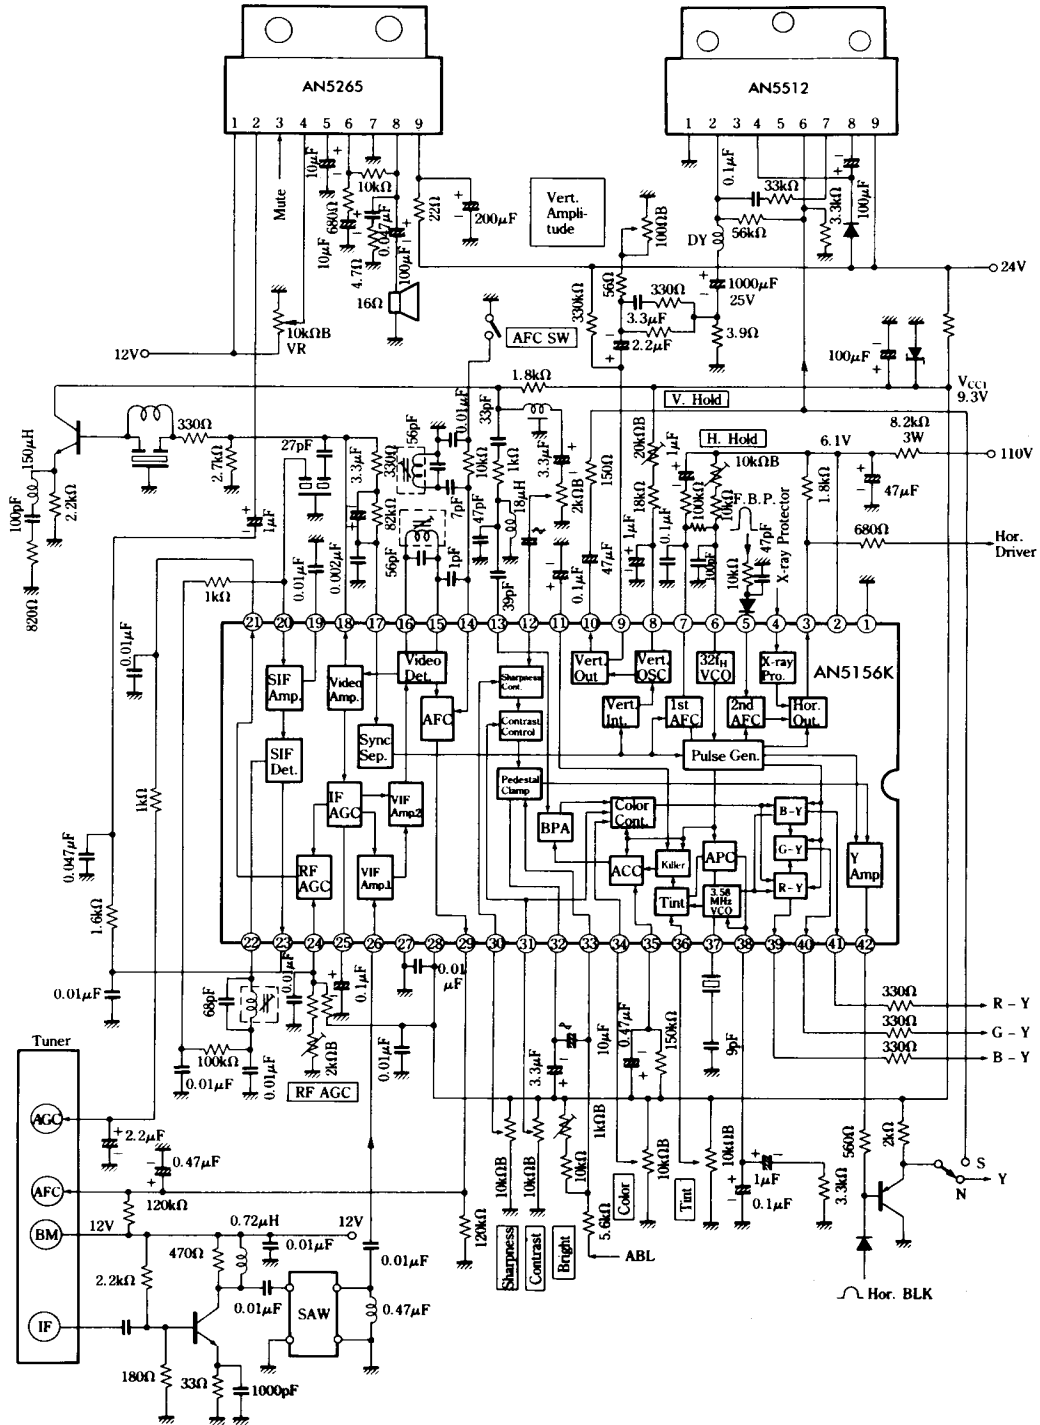 AN5265
AN5512
1 2 3 4 5 6 7 8 9
1 2 3 4 5 6 7 8 9
Mute
10μF
680Ω
10μF
10kΩ
0.047μF
4.7Ω
100μF
22Ω
200μF
16Ω
Vert.
Ampli-
tude
100ΩB
0.1μF
33kΩ
3.3kΩ
100μF
56kΩ
DY
24V
56Ω
330Ω
1000μF
25V
3.3μF
330kΩ
2.2μF
3.9Ω
12V
10kΩB
VR
AFC SW
100μF
VCC1
9.3V
1.8kΩ
V. Hold
8.2kΩ
3W
6.1V
110V
150μH
330Ω
27pF
2.7kΩ
3.3μF
330Ω
56pF
0.01μF
33pF
10kΩ
1kΩ
3.3μF
18μH
2kΩB
150Ω
20kΩB
1μF
H. Hold
10kΩB
18kΩ
100kΩ
10kΩ
F.B.P.
1.8kΩ
47μF
100pF
2.2kΩ
820Ω
1μF
82kΩ
7pF
47pF
47μF
1μF
0.1μF
100pF
10kΩ
47pF
X-ray Protector
680Ω
Hor.
Driver
1kΩ
0.01μF
0.002μF
56pF
1pF
39pF
0.1μF
0.01μF
21 20 19 18 17 16 15 14 13 12 11 10 9 8 7 6 5 4 3 2 1
AN5156K
SIF
Amp.
Video
Amp.
Video
Det.
AFC
Sharpness
Cont.
Vert.
Out
Vert.
OSC
32fH
VCO
X-ray
Pro.
Contrast
Control
Vert.
Int.
1st
AFC
2nd
AFC
Hor.
Out.
Sync
Sep.
SIF
Det.
Pulse Gen.
Pedestal
Clamp
IF
AGC
VIF
Amp.2
BPA
Color
Cont.
B-Y
G-Y
R-Y
Y
Amp
RF
AGC
VIF
Amp.1
ACC
Killer
APC
Tint
3.58
MHz
VCO
1kΩ
0.047μF
1.6kΩ
22 23 24 25 26 27 28 29 30 31 32 33 34 35 36 37 38 39 40 41 42
0.01μF
68pF
0.01μF
0.1μF
0.01
μF
2kΩB
0.01μF
100kΩ
0.01μF
0.01μF
RF AGC
3.3μF
10μF
0.47μF
150kΩ
9pF
330Ω
R-Y
330Ω
G-Y
330Ω
B-Y
Tuner
AGC
2.2μF
0.47μF
AFC
120kΩ
BM
12V
0.72μH
12V
470Ω
0.01μF
0.01μF
2.2kΩ
0.01μF
SAW
0.47μF
IF
180Ω
33Ω
1000pF
120kΩ
10kΩB
Sharpness
10kΩB
Contrast
1kΩB
10kΩ
Bright
5.6kΩ
ABL
Color
10kΩB
Tint
10kΩB
1μF
0.1μF
3.3kΩ
560Ω
2kΩ
S
N
Y
Hor. BLK